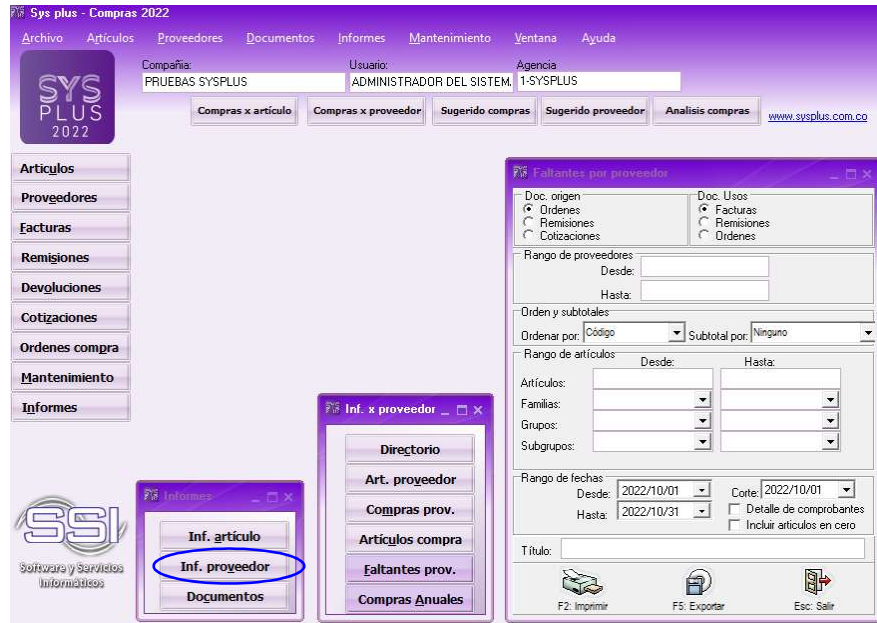 Sys plus - Compras 2022
Archivo Artículos Proveedores Documentos Informes Mantenimiento Ventana Ayuda
Compañia: Usuario: Agencia
PRUEBAS SYSPLUS ADMINISTRADOR DEL SISTEM 1-SYSPLUS
SYS
PLUS
2022
Compras x artículo Compras x proveedor Sugerido compras Sugerido proveedor Analisis compras www.sysplus.com.co
Articulos
Proveedores
Facturas
Remisiones
Devoluciones
Cotizaciones
Ordenes compra
Mantenimiento
Informes
SSI
Software y Servicios
Informáticos
Informes
Inf. artículo
Inf. proveedor
Documentos
Inf. x proveedor
Directorio
Art. proveedor
Compras prov.
Artículos compra
Faltantes prov.
Compras Anuales
Faltantes por proveedor
Doc. origen Doc. Usos
Ordenes Facturas
Remisiones Remisiones
Cotizaciones Ordenes
Rango de proveedores
Desde:
Hasta:
Orden y subtotales
Ordenar por: Código Subtotal por: Ninguno
Rango de artículos Desde: Hasta:
Artículos:
Familias:
Grupos:
Subgrupos:
Rango de fechas
Desde: 2022/10/01 Corte: 2022/10/01
Hasta: 2022/10/31 Detalle de comprobantes
Incluir articulos en cero
Título:
F2: Imprimir F5: Exportar Esc: Salir